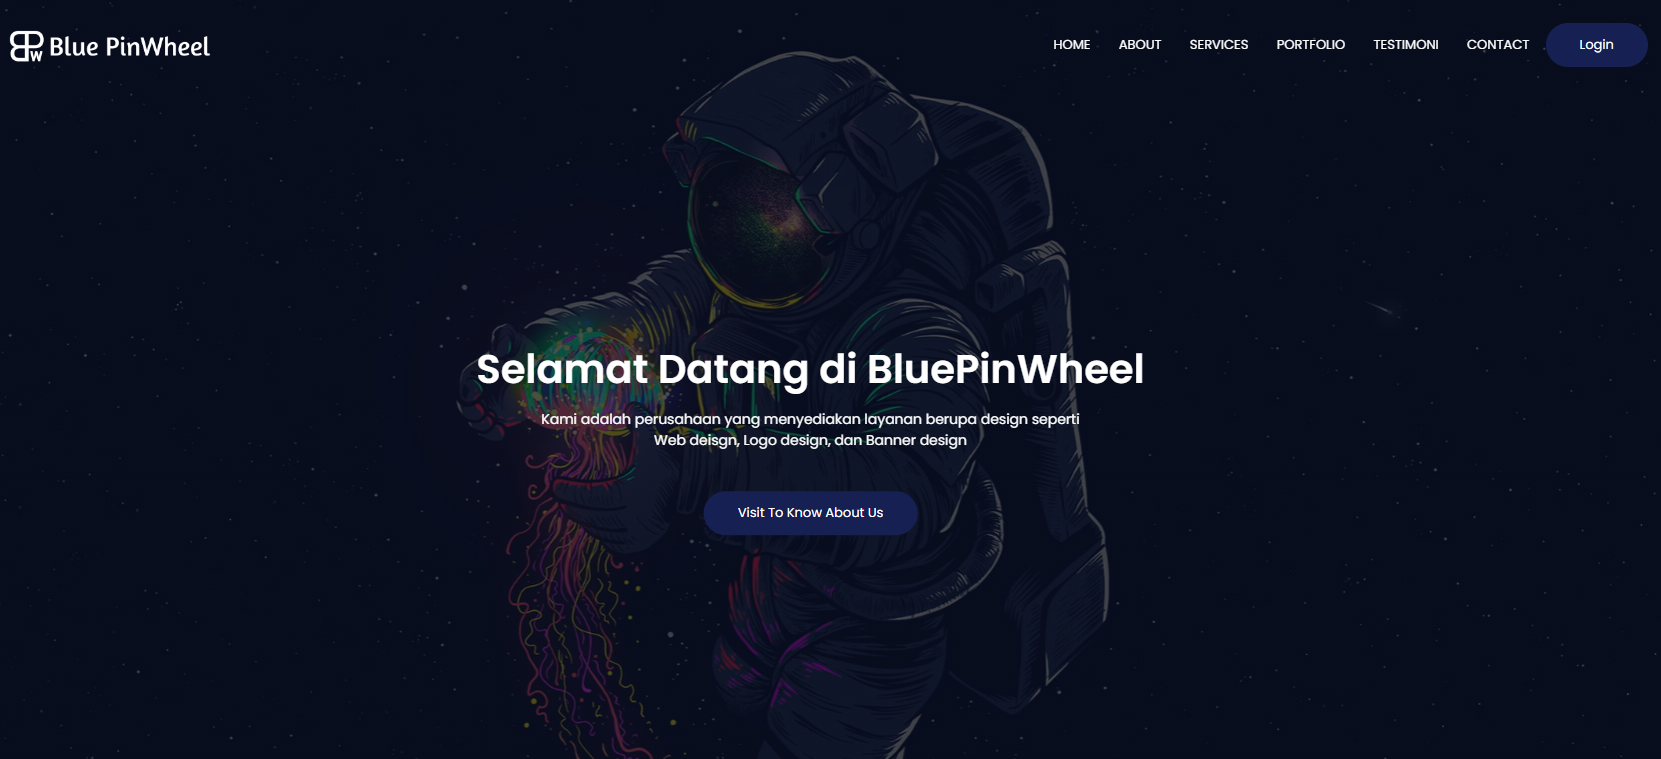 BPW Blue PinWheel
HOME ABOUT SERVICES PORTFOLIO TESTIMONI CONTACT Login
Selamat Datang di BluePinWheel
Kami adalah perusahaan yang menyediakan layanan berupa design seperti
Web deisgn, Logo design, dan Banner design
Visit To Know About Us